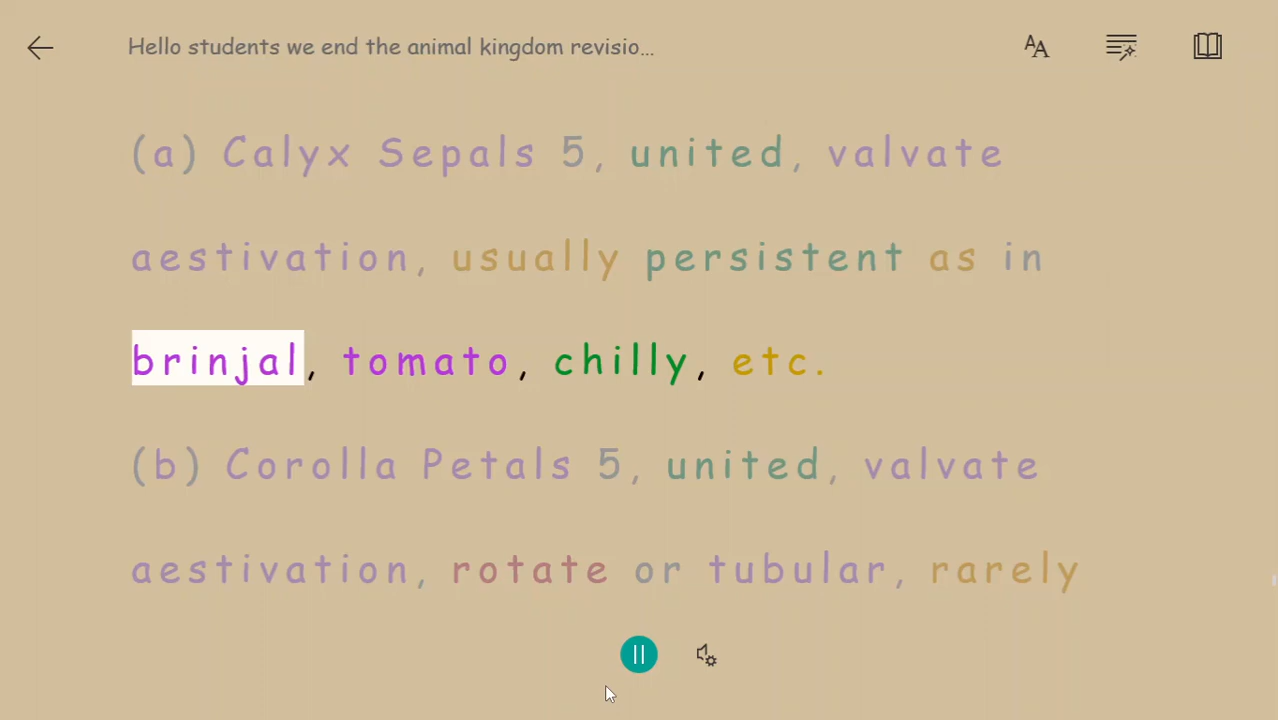 Hello students we end the animal kingdom revisio...
(a) Calyx Sepals 5, united, valvate
aestivation, usually persistent as in
brinjal, tomato, chilly, etc.
(b) Corolla Petals 5, united, valvate
aestivation, rotate or tubular, rarely